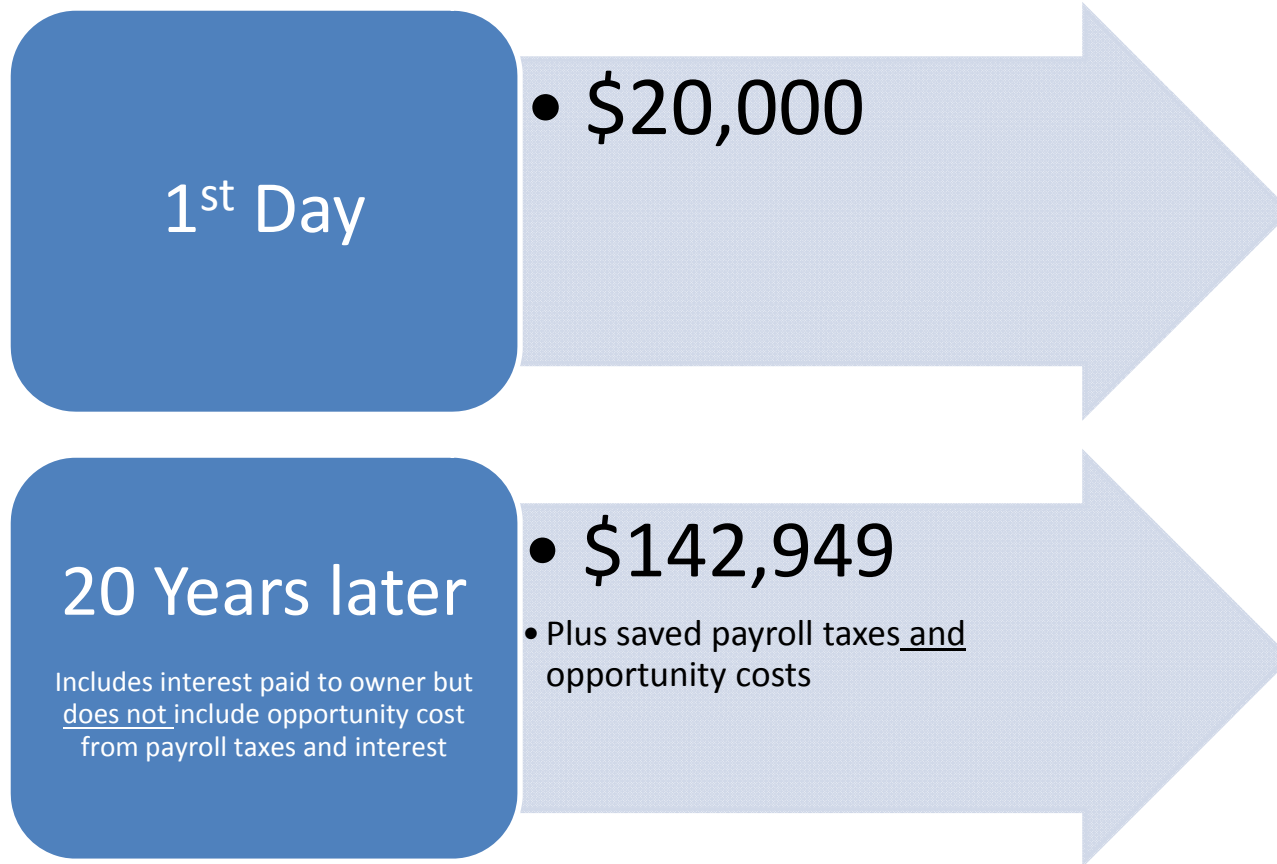 1st Day
• $20,000
20 Years later
Includes interest paid to owner but
does not include opportunity cost
from payroll taxes and interest
• $142,949
• Plus saved payroll taxes and
opportunity costs